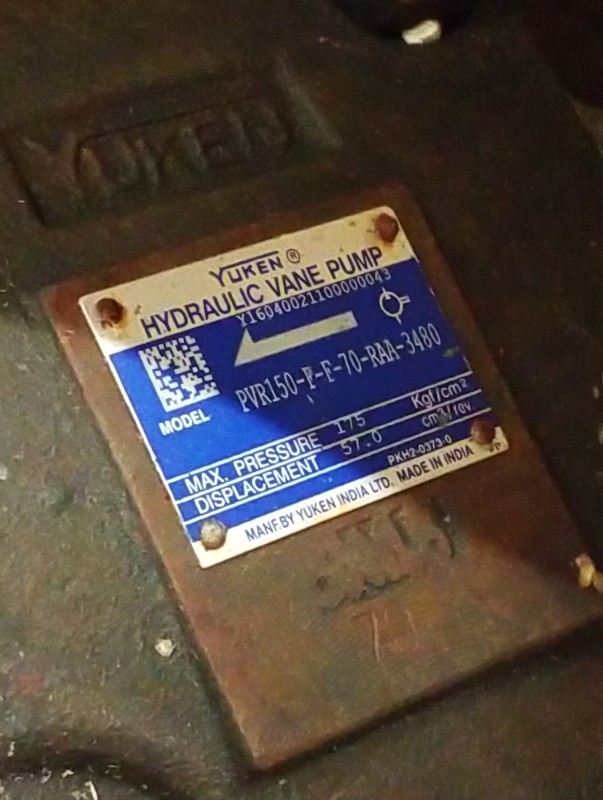 YUKEN
YUKEN ®
HYDRAULIC VANE PUMP
Y16040021100000043
PVR150-F-F-70-RAA-3480
MODEL
MAX. PRESSURE 175 Kgf/cm²
DISPLACEMENT 57.0 cm³/rev
PKH2-0373-0
MANF.BY YUKEN INDIA LTD. MADE IN INDIA